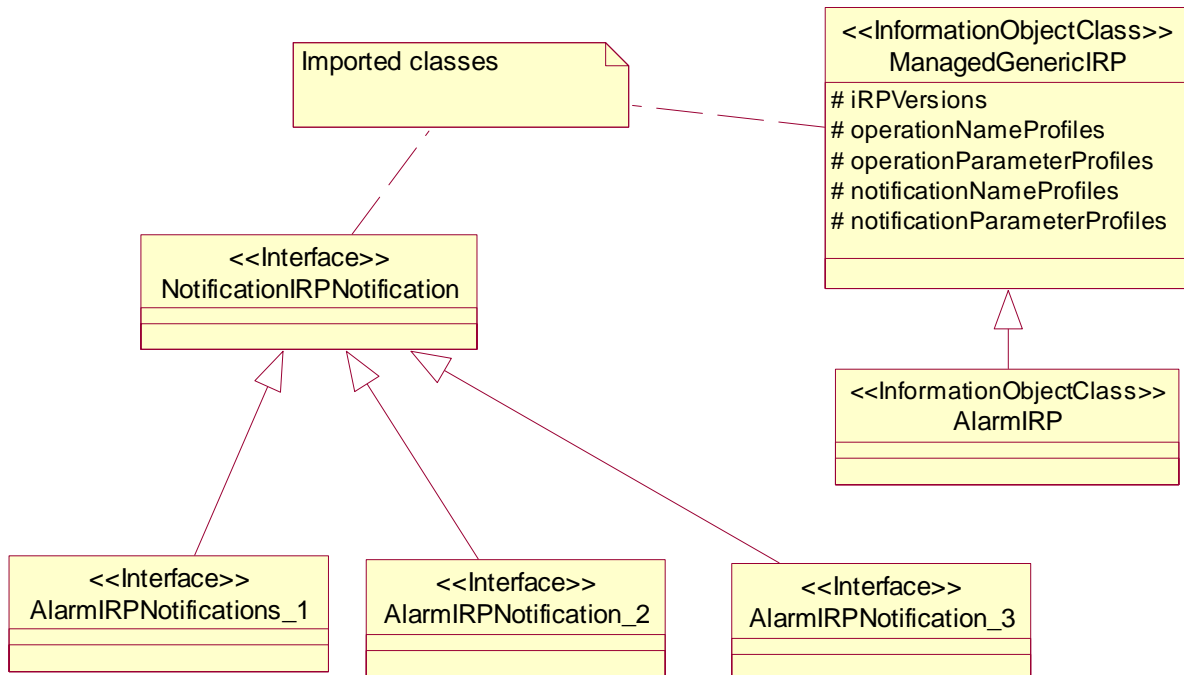 Imported classes
<<InformationObjectClass>>
ManagedGenericIRP
# iRPVersions
# operationNameProfiles
# operationParameterProfiles
# notificationNameProfiles
# notificationParameterProfiles
<<Interface>>
NotificationIRPNotification
<<InformationObjectClass>>
AlarmIRP
<<Interface>>
AlarmIRPNotifications_1
<<Interface>>
AlarmIRPNotification_2
<<Interface>>
AlarmIRPNotification_3